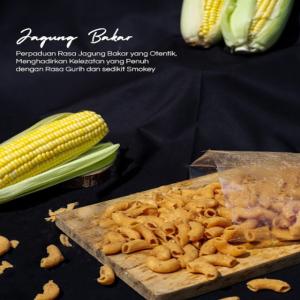 Jagung Bakar
Perpaduan Rasa Jagung Bakar yang Otentik,
Menghadirkan Kelezatan yang Penuh
dengan Rasa Gurih dan sedikit Smokey